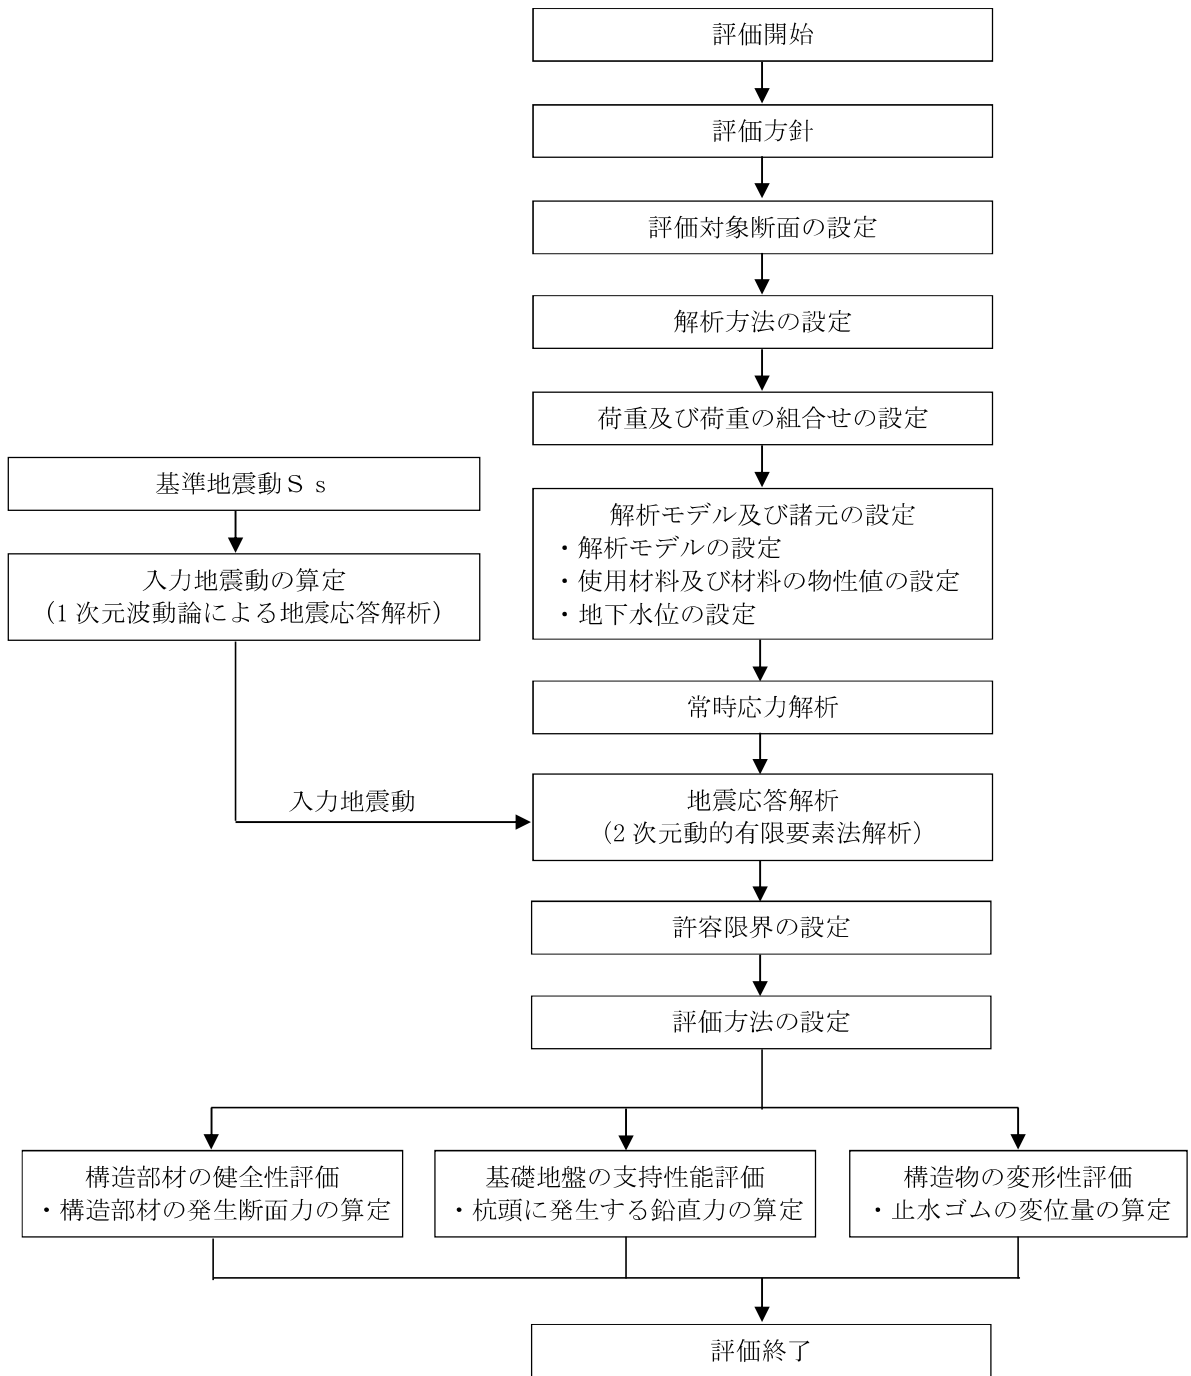 評価開始
評価方針
評価対象断面の設定
解析方法の設定
荷重及び荷重の組合せの設定
基準地震動Ｓｓ
入力地震動の算定
（1 次元波動論による地震応答解析）
解析モデル及び諸元の設定
・解析モデルの設定
・使用材料及び材料の物性値の設定
・地下水位の設定
常時応力解析
入力地震動
地震応答解析
（2 次元動的有限要素法解析）
許容限界の設定
評価方法の設定
構造部材の健全性評価
・構造部材の発生断面力の算定
基礎地盤の支持性能評価
・杭頭に発生する鉛直力の算定
構造物の変形性評価
・止水ゴムの変位量の算定
評価終了